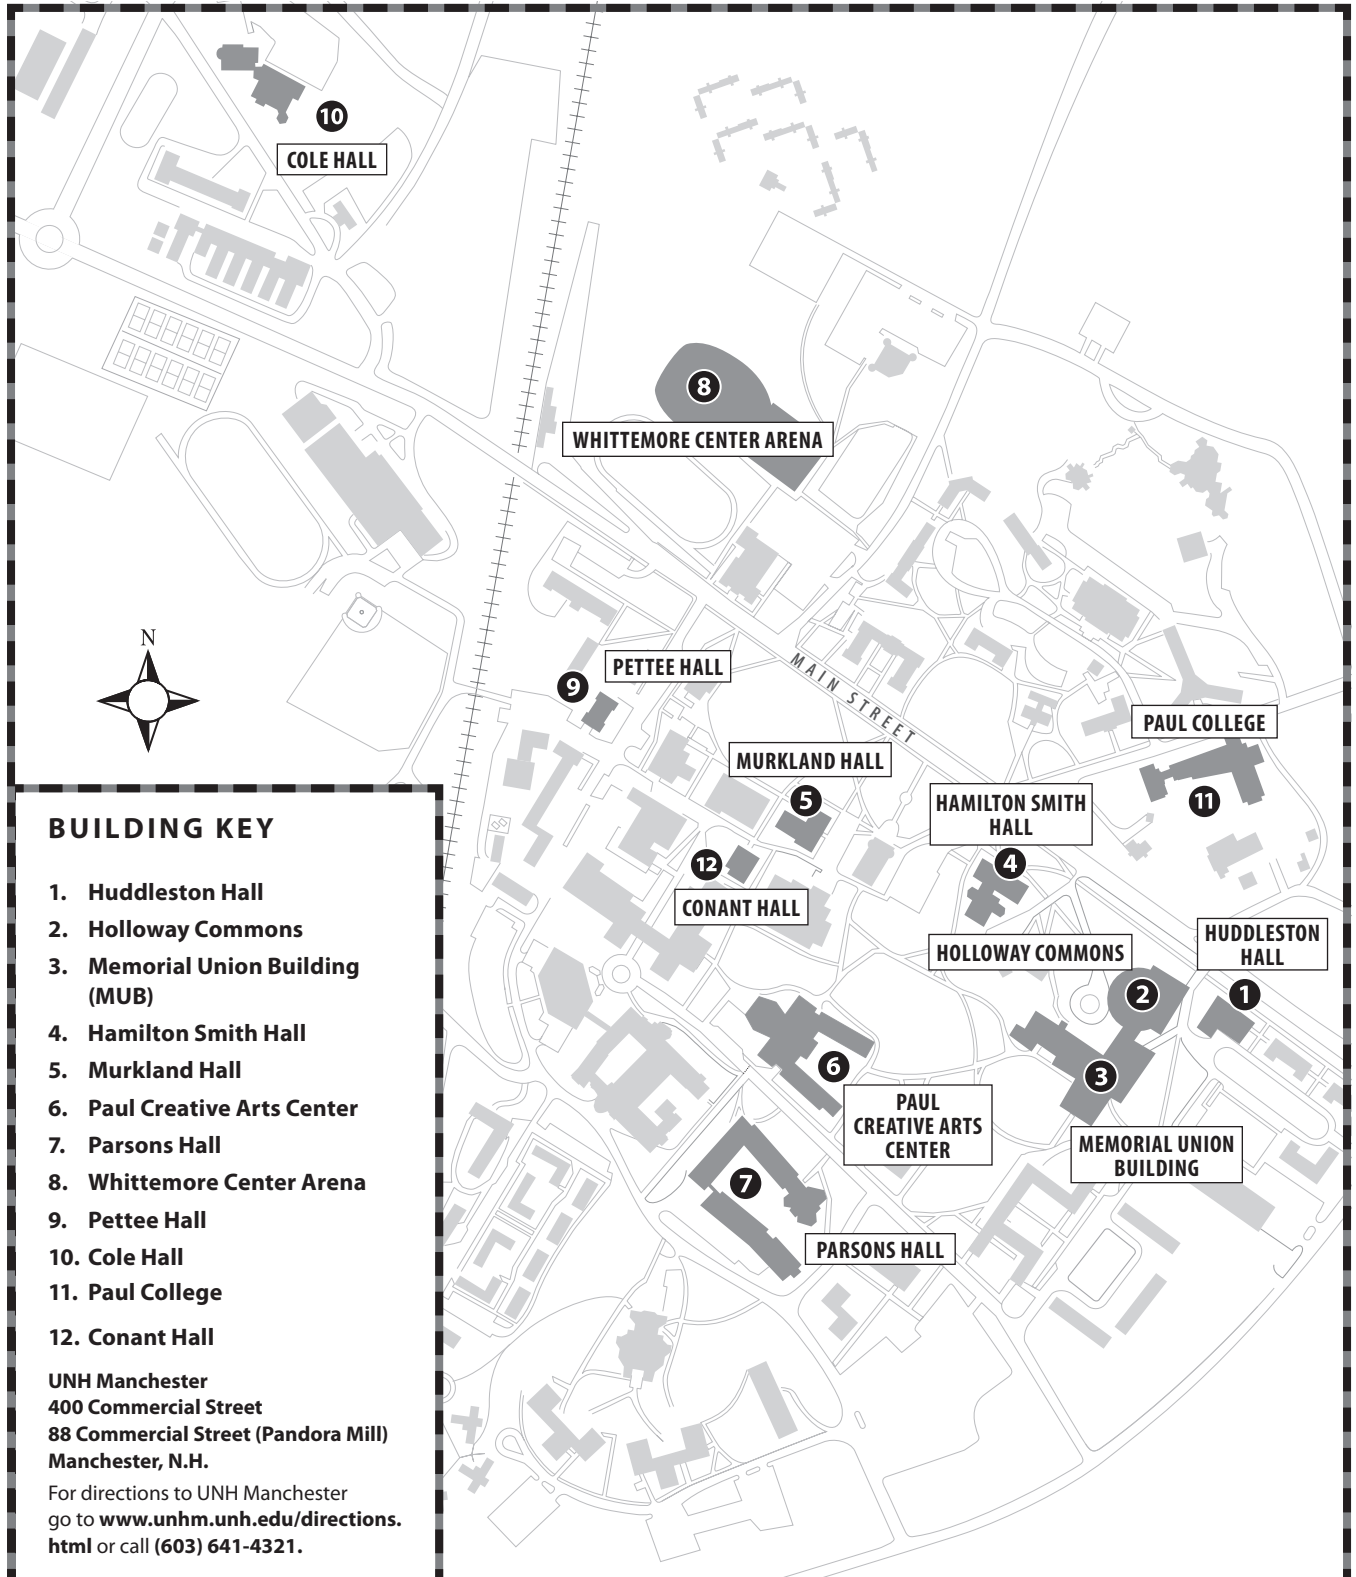 10
COLE HALL
8
WHITTEMORE CENTER ARENA
N
PETTEE HALL
9
MAIN STREET
PAUL COLLEGE
11
MURKLAND HALL
5
HAMILTON SMITH
HALL
4
12
CONANT HALL
HUDDLESTON
HALL
1
HOLLOWAY COMMONS
2
3
MEMORIAL UNION
BUILDING
6
PAUL
CREATIVE ARTS
CENTER
7
PARSONS HALL
BUILDING KEY
1. Huddleston Hall
2. Holloway Commons
3. Memorial Union Building
(MUB)
4. Hamilton Smith Hall
5. Murkland Hall
6. Paul Creative Arts Center
7. Parsons Hall
8. Whittemore Center Arena
9. Pettee Hall
10. Cole Hall
11. Paul College
12. Conant Hall
UNH Manchester
400 Commercial Street
88 Commercial Street (Pandora Mill)
Manchester, N.H.
For directions to UNH Manchester
go to www.unhm.unh.edu/directions.
html or call (603) 641-4321.